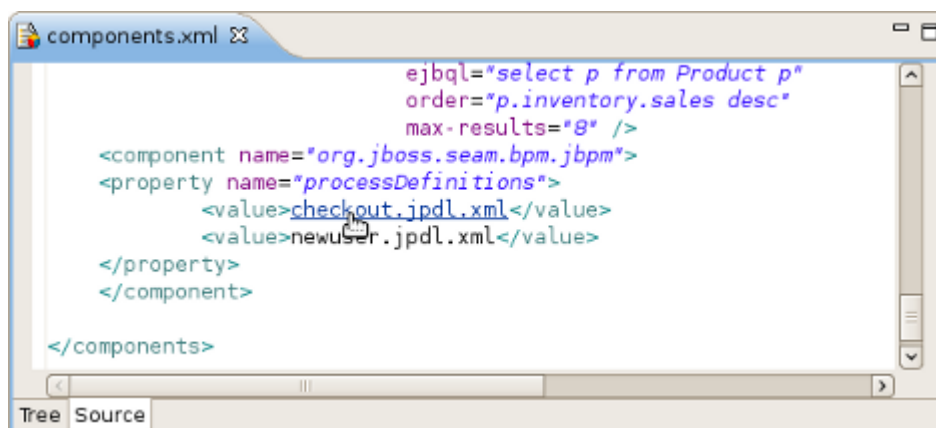 components.xml
ejbql="select p from Product p"
order="p.inventory.sales desc"
max-results="8" />
<component name="org.jboss.seam.bpm.jbpm">
<property name="processDefinitions">
<value>checkout.jpdl.xml</value>
<value>newuser.jpdl.xml</value>
</property>
</component>
</components>
Tree Source